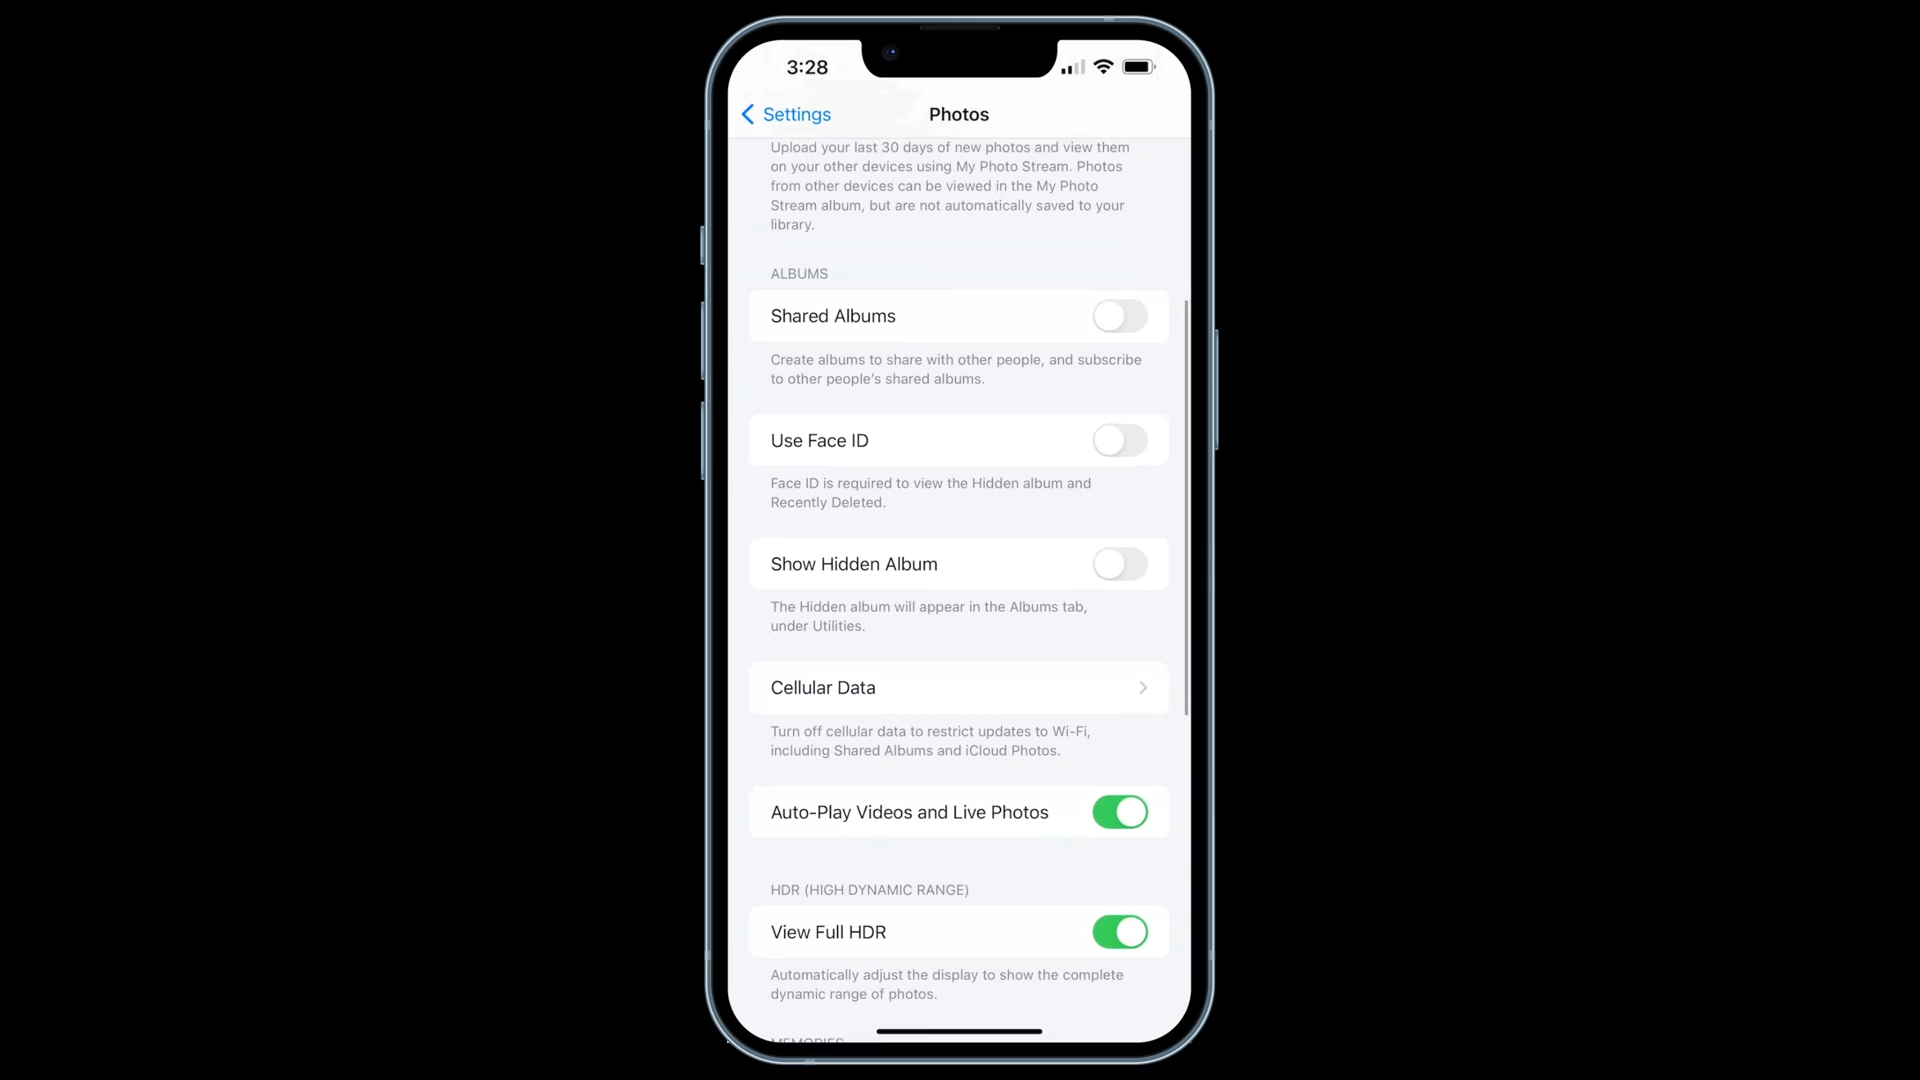 3:28
Settings
Photos
Upload your last 30 days of new photos and view them
on your other devices using My Photo Stream. Photos
from other devices can be viewed in the My Photo
Stream album, but are not automatically saved to your
library.
ALBUMS
Shared Albums
Create albums to share with other people, and subscribe
to other people's shared albums.
Use Face ID
Face ID is required to view the Hidden album and
Recently Deleted.
Show Hidden Album
The Hidden album will appear in the Albums tab,
under Utilities.
Cellular Data
Turn off cellular data to restrict updates to Wi-Fi,
including Shared Albums and iCloud Photos.
Auto-Play Videos and Live Photos
HDR (HIGH DYNAMIC RANGE)
View Full HDR
Automatically adjust the display to show the complete
dynamic range of photos.
MEMORIES